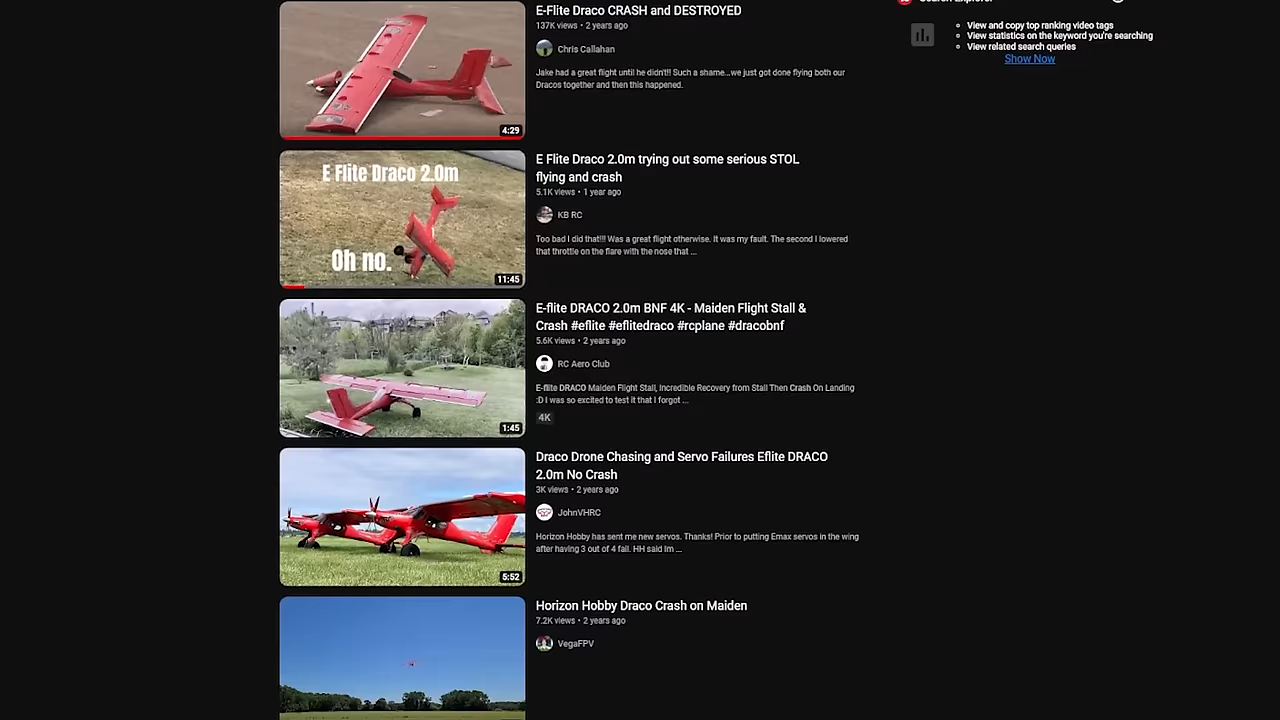 E-Flite Draco CRASH and DESTROYED
137K views • 2 years ago
Chris Callahan
Jake had a great flight until he didn't!! Such a shame...we just got done flying both our
Dracos together and then this happened.
4:29
View and copy top ranking video tags
View statistics on the keyword you're searching
View related search queries
Show Now
E Flite Draco 2.0m
Oh no.
11:45
E Flite Draco 2.0m trying out some serious STOL
flying and crash
5.1K views • 1 year ago
KB RC
Too bad I did that!!! Was a great flight otherwise. It was my fault. The second I lowered
that throttle on the flare with the nose that ...
1:45
E-flite DRACO 2.0m BNF 4K - Maiden Flight Stall &
Crash #eflite #eflitedraco #rcplane #dracobnf
5.6K views • 2 years ago
RC Aero Club
E-flite DRACO Maiden Flight Stall, Incredible Recovery from Stall Then Crash On Landing
:D I was so excited to test it that I forgot ...
4K
5:52
Draco Drone Chasing and Servo Failures Eflite DRACO
2.0m No Crash
3K views • 2 years ago
JohnVHRC
Horizon Hobby has sent me new servos. Thanks! Prior to putting Emax servos in the wing
after having 3 out of 4 fail. HH said Im ...
Horizon Hobby Draco Crash on Maiden
7.2K views • 2 years ago
VegaFPV